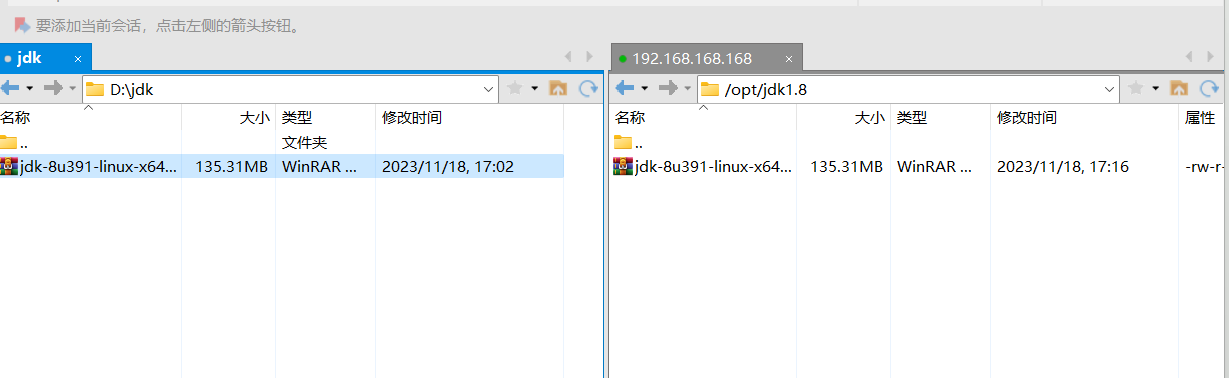 要添加当前会话，点击左侧的箭头按钮。
jdk × 192.168.168.168 ×
D:\jdk /opt/jdk1.8
名称 大小 类型 修改时间 名称 大小 类型 修改时间 属性
.. 文件夹 ..
jdk-8u391-linux-x64... 135.31MB WinRAR ... 2023/11/18, 17:02 jdk-8u391-linux-x64... 135.31MB WinRAR ... 2023/11/18, 17:16 -rw-r-